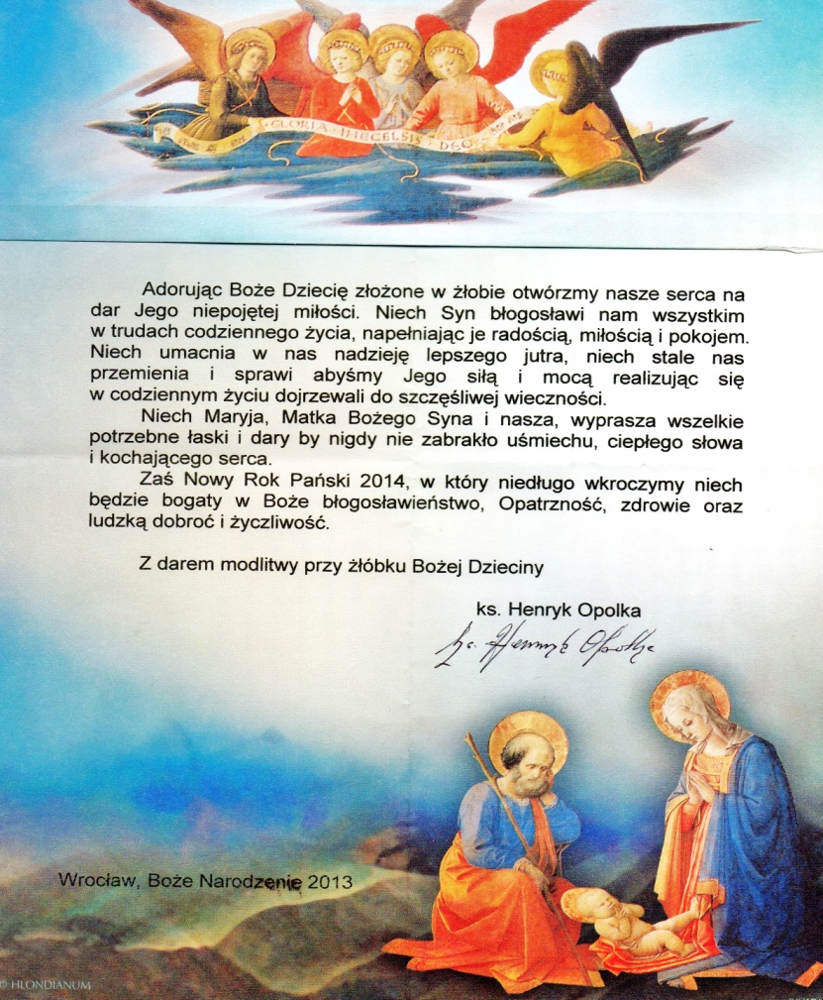 GLORIA · INECELSIS · DEO
Adorując Boże Dziecię złożone w żłobie otwórzmy nasze serca na
dar Jego niepojętej miłości. Niech Syn błogosławi nam wszystkim
w trudach codziennego życia, napełniając je radością, miłością i pokojem.
Niech umacnia w nas nadzieję lepszego jutra, niech stale nas
przemienia i sprawi abyśmy Jego siłą i mocą realizując się
w codziennym życiu dojrzewali do szczęśliwej wieczności.
Niech Maryja, Matka Bożego Syna i nasza, wyprasza wszelkie
potrzebne łaski i dary by nigdy nie zabrakło uśmiechu, ciepłego słowa
i kochającego serca.
Zaś Nowy Rok Pański 2014, w który niedługo wkroczymy niech
będzie bogaty w Boże błogosławieństwo, Opatrzność, zdrowie oraz
ludzką dobroć i życzliwość.
Z darem modlitwy przy żłóbku Bożej Dzieciny
ks. Henryk Opolka
ks. Henryk Opolka
Wrocław, Boże Narodzenie 2013
© HLONDIANUM